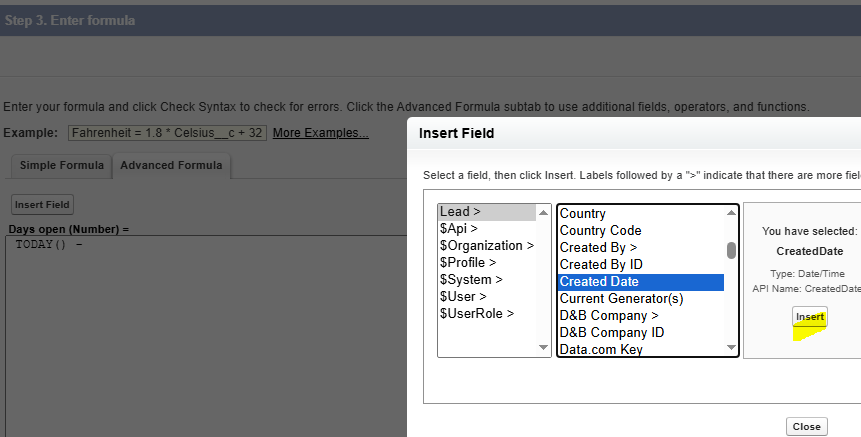 Step 3. Enter formula
Enter your formula and click Check Syntax to check for errors. Click the Advanced Formula subtab to use additional fields, operators, and functions.
Example: Fahrenheit = 1.8 * Celsius__c + 32 More Examples...
Simple Formula Advanced Formula
Insert Field
Days open (Number) =
TODAY() -
Insert Field
Select a field, then click Insert. Labels followed by a ">" indicate that there are more fiel
Lead >
$Api >
$Organization >
$Profile >
$System >
$User >
$UserRole >
Country
Country Code
Created By >
Created By ID
Created Date
Current Generator(s)
D&B Company >
D&B Company ID
Data.com Key
You have selected:
CreatedDate
Type: Date/Time
API Name: CreatedDate
Insert
Close